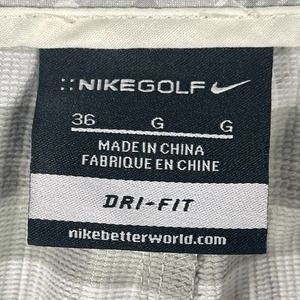 NIKEGOLF
36 G G
MADE IN CHINA
FABRIQUE EN CHINE
DRI-FIT
nikebetterworld.com